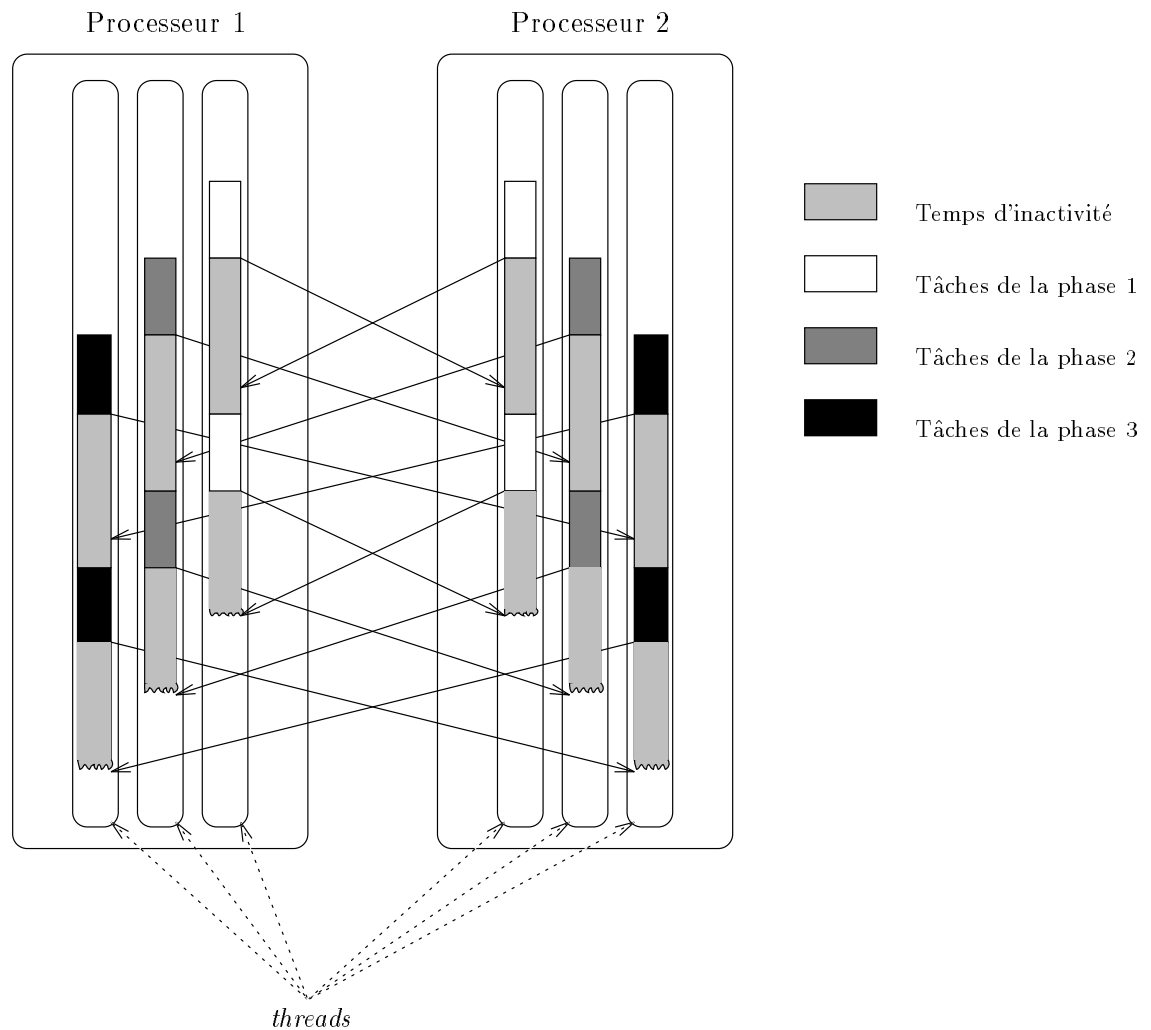 Processeur 1
Processeur 2
Temps d'inactivité
Tâches de la phase 1
Tâches de la phase 2
Tâches de la phase 3
threads